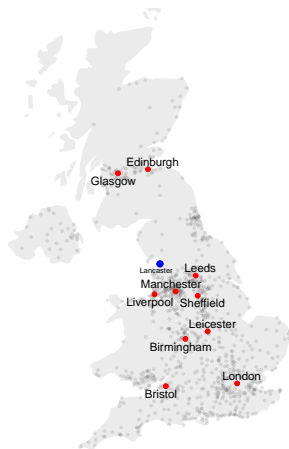 Edinburgh
Glasgow
Lancaster
Leeds
Manchester
Liverpool
Sheffield
Leicester
Birmingham
London
Bristol